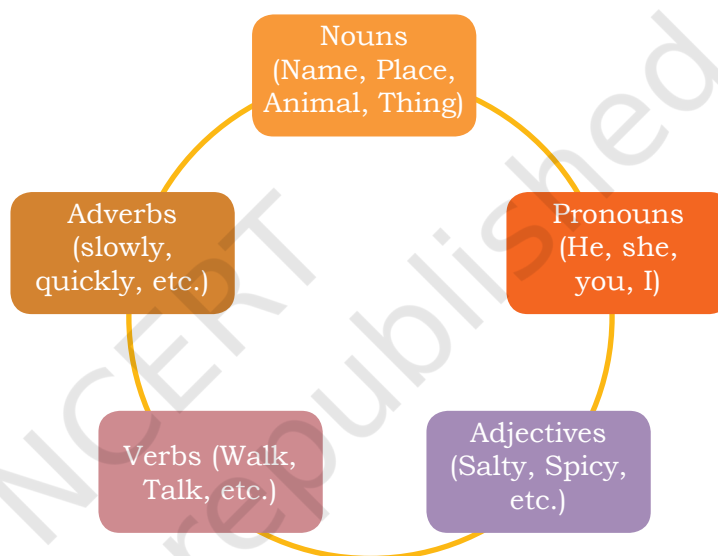 Nouns
(Name, Place,
Animal, Thing)
Pronouns
(He, she,
you, I)
Adjectives
(Salty, Spicy,
etc.)
Verbs (Walk,
Talk, etc.)
Adverbs
(slowly,
quickly, etc.)
NCERT
republished